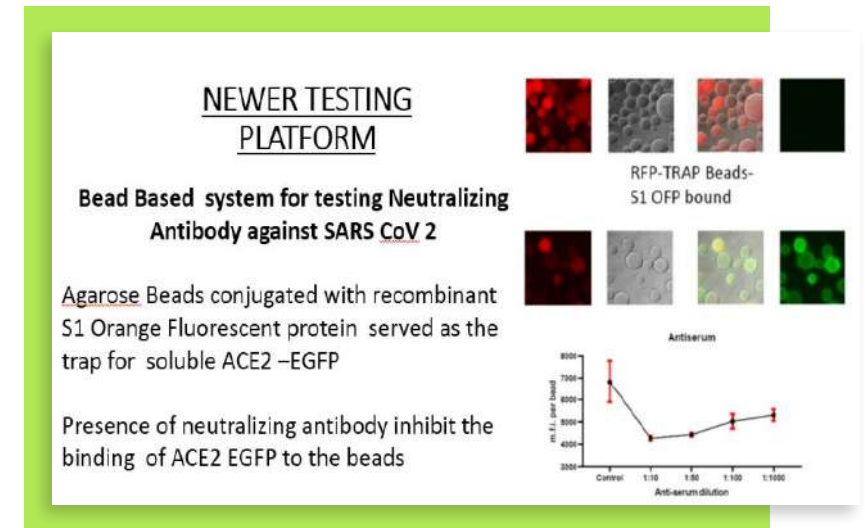 NEWER TESTING
PLATFORM
Bead Based system for testing Neutralizing
Antibody against SARS CoV 2
Agarose Beads conjugated with recombinant
S1 Orange Fluorescent protein served as the
trap for soluble ACE2 –EGFP
Presence of neutralizing antibody inhibit the
binding of ACE2 EGFP to the beads
RFP-TRAP Beads-
S1 OFP bound
Antiserum
m.f.i. per bead
8000
7000
6000
5000
4000
3000
Control 1:10 1:50 1:100 1:1000
Anti-serum dilution